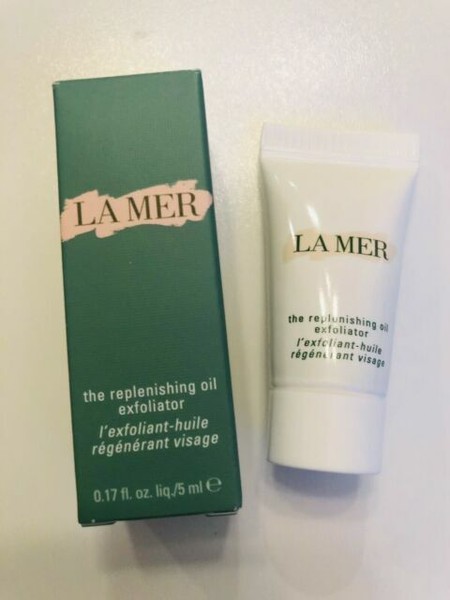 LA MER
the replenishing oil
exfoliator
l'exfoliant-huile
régénérant visage
0.17 fl. oz. liq./5 ml ℮
LA MER
the replenishing oil
exfoliator
l'exfoliant-huile
régénérant visage